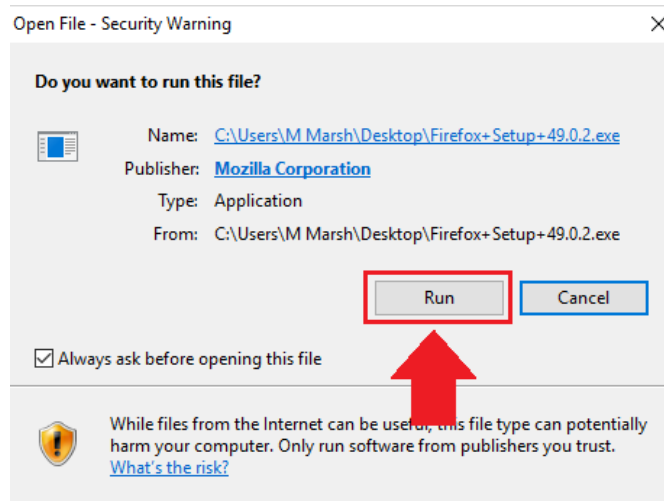 Open File - Security Warning
Do you want to run this file?
Name: C:\Users\M Marsh\Desktop\Firefox+Setup+49.0.2.exe
Publisher: Mozilla Corporation
Type: Application
From: C:\Users\M Marsh\Desktop\Firefox+Setup+49.0.2.exe
Run Cancel
Always ask before opening this file
While files from the Internet can be useful, this file type can potentially
harm your computer. Only run software from publishers you trust.
What's the risk?